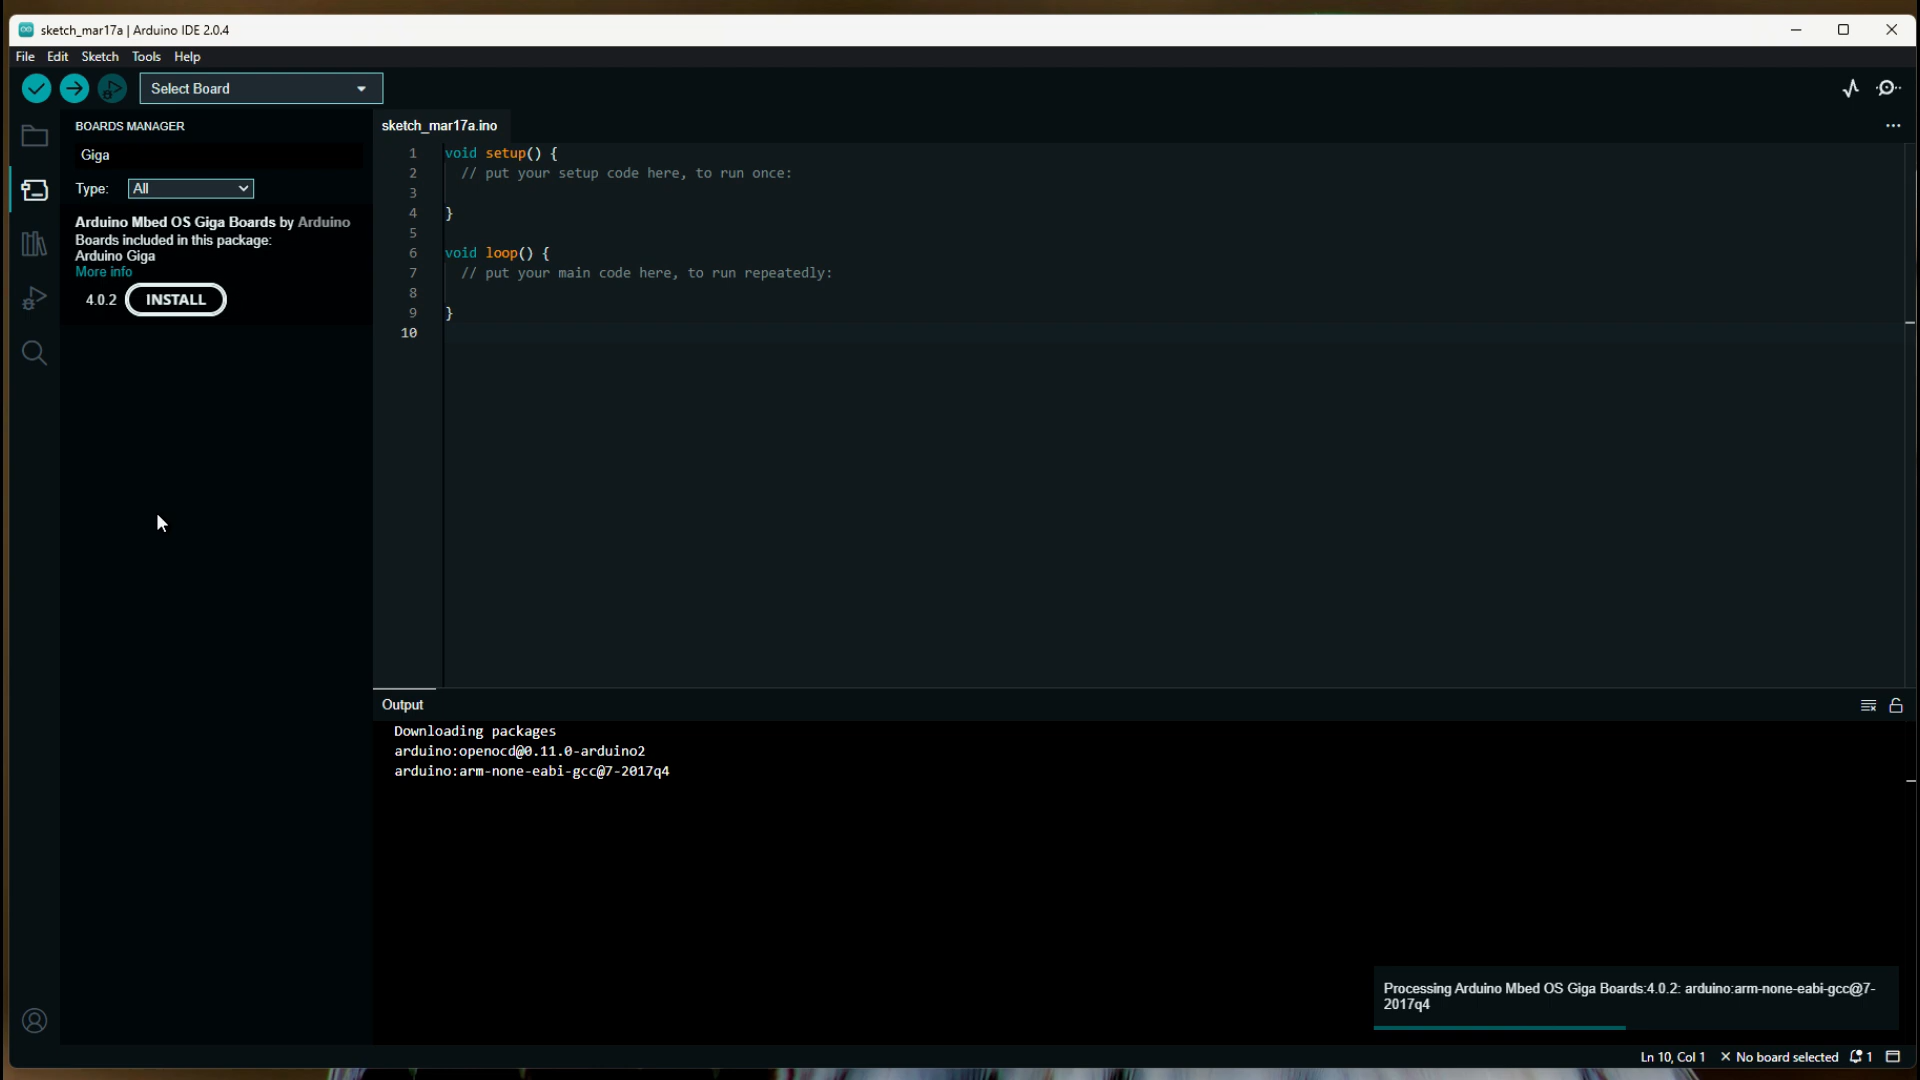 sketch_mar17a | Arduino IDE 2.0.4
File Edit Sketch Tools Help
Select Board
BOARDS MANAGER
Giga
Type: All
Arduino Mbed OS Giga Boards by Arduino
Boards included in this package:
Arduino Giga
More info
4.0.2 INSTALL
sketch_mar17a.ino
1 void setup() {
2 // put your setup code here, to run once:
3
4 }
5
6 void loop() {
7 // put your main code here, to run repeatedly:
8
9 }
10
Output
Downloading packages
arduino:openocd@0.11.0-arduino2
arduino:arm-none-eabi-gcc@7-2017q4
Processing Arduino Mbed OS Giga Boards:4.0.2: arduino:arm-none-eabi-gcc@7-
2017q4
Ln 10, Col 1 × No board selected 1